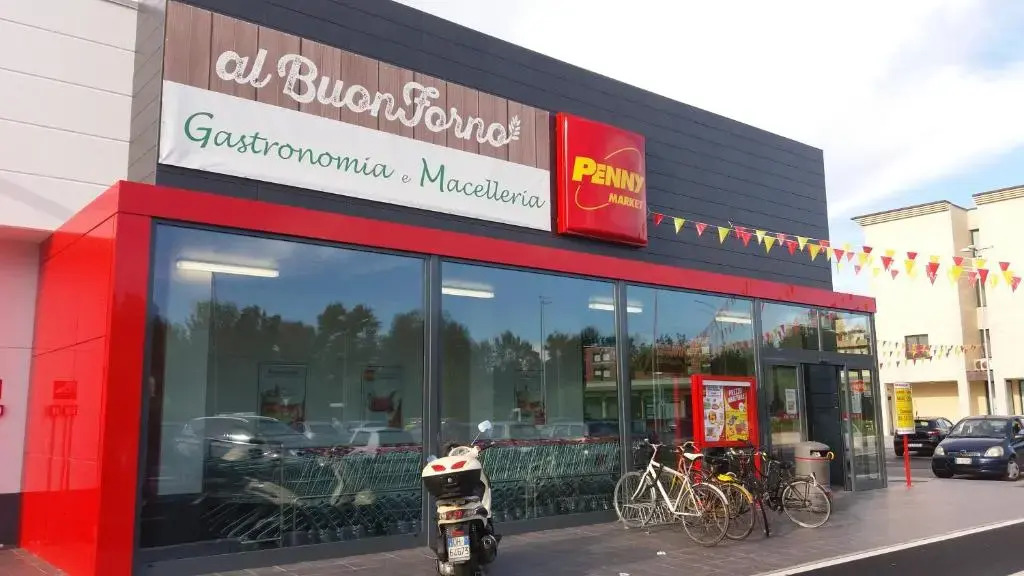 al BuonForno
Gastronomia e Macelleria
PENNY
MARKET